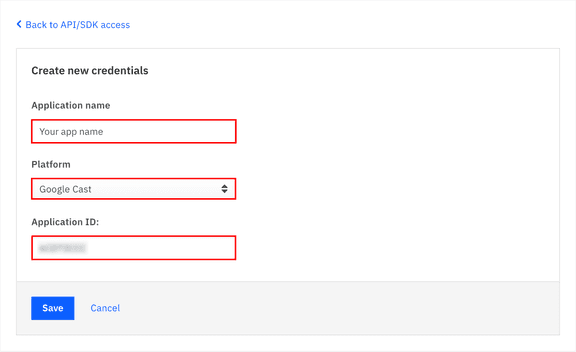 Back to API/SDK access
Create new credentials
Application name
Your app name
Platform
Google Cast
Application ID:
Save Cancel